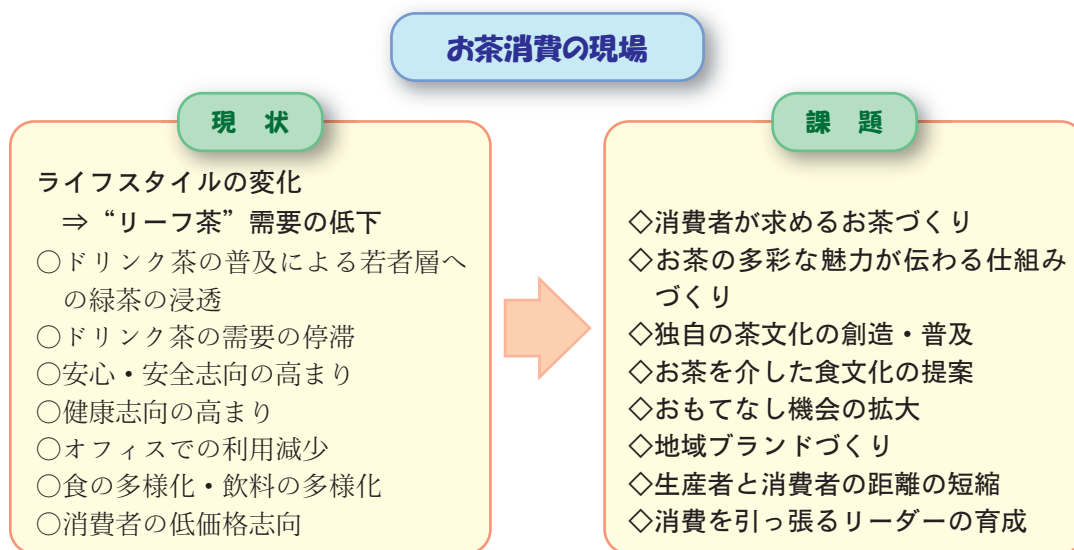 お茶消費の現場
現 状
ライフスタイルの変化
⇒ “リーフ茶” 需要の低下
○ドリンク茶の普及による若者層へ
の緑茶の浸透
○ドリンク茶の需要の停滞
○安心・安全志向の高まり
○健康志向の高まり
○オフィスでの利用減少
○食の多様化・飲料の多様化
○消費者の低価格志向
課 題
◇消費者が求めるお茶づくり
◇お茶の多彩な魅力が伝わる仕組み
づくり
◇独自の茶文化の創造・普及
◇お茶を介した食文化の提案
◇おもてなし機会の拡大
◇地域ブランドづくり
◇生産者と消費者の距離の短縮
◇消費を引っ張るリーダーの育成